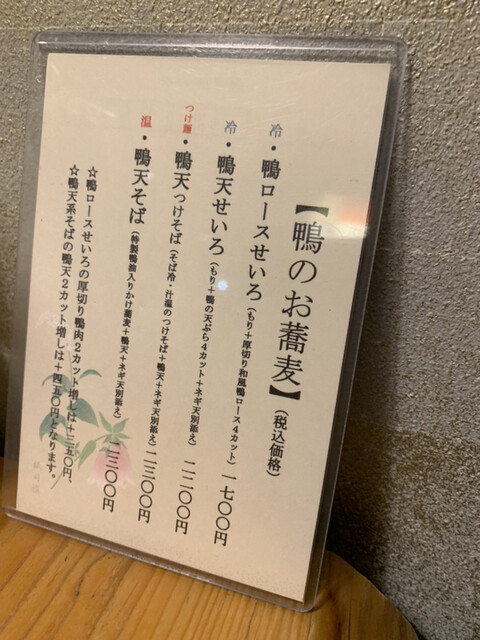 【鴨のお蕎麦】（税込価格）
冷・鴨ロースせいろ（もり＋厚切り和風鴨ロース４カット）一七〇〇円
冷・鴨天せいろ（もり＋鴨の天ぷら４カット＋ネギ天別添え）二二〇〇円
つけ麺・鴨天つけそば（そば冷・汁温のつけそば＋鴨天＋ネギ天別添え）二三〇〇円
温・鴨天そば（特製鴨油入りかけ蕎麦＋鴨天＋ネギ天別添え）二三〇〇円
☆鴨ロースせいろの厚切り鴨肉２カット増しは＋三五〇円、
☆鴨天系そばの鴨天２カット増しは＋四五〇円となります。